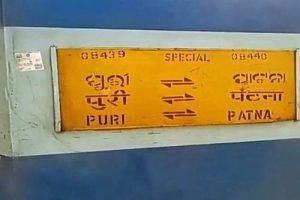 08439 SPECIAL 08440
ପୁରୀ ⇌ ପାଟନା
पुरी ⇌ पटना
PURI ⇌ PATNA